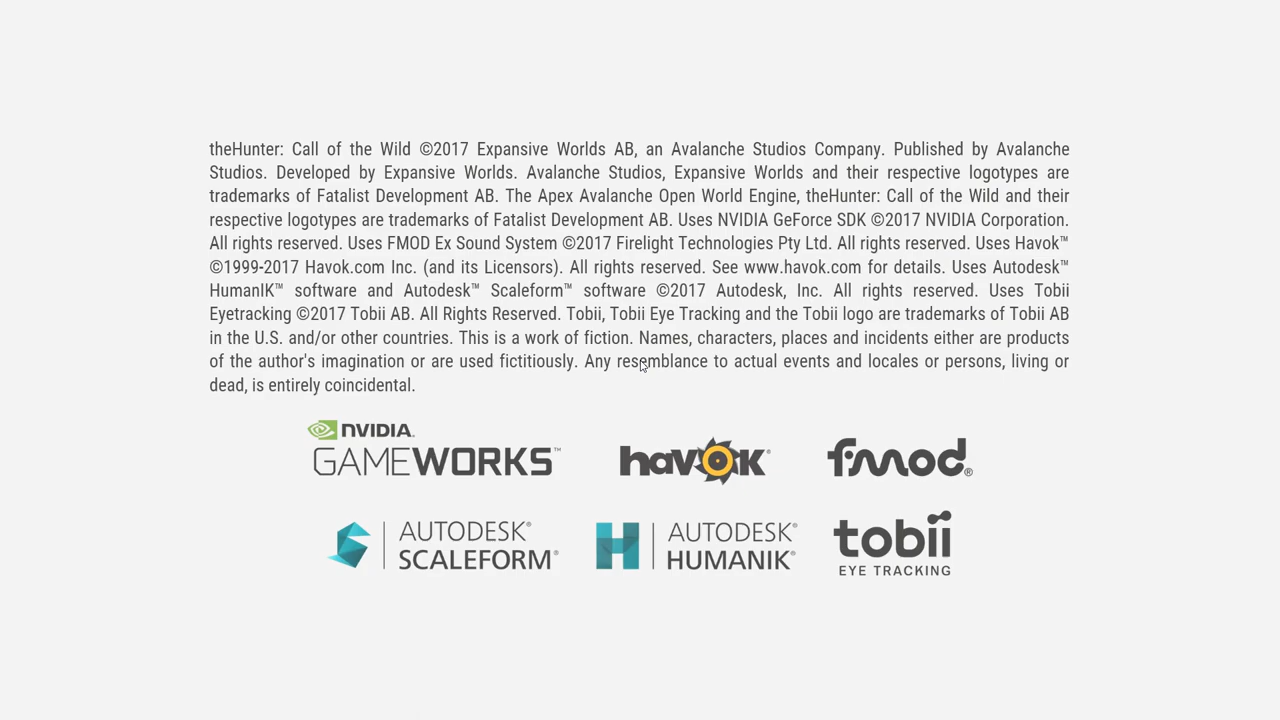 theHunter: Call of the Wild ©2017 Expansive Worlds AB, an Avalanche Studios Company. Published by Avalanche
Studios. Developed by Expansive Worlds. Avalanche Studios, Expansive Worlds and their respective logotypes are
trademarks of Fatalist Development AB. The Apex Avalanche Open World Engine, theHunter: Call of the Wild and their
respective logotypes are trademarks of Fatalist Development AB. Uses NVIDIA GeForce SDK ©2017 NVIDIA Corporation.
All rights reserved. Uses FMOD Ex Sound System ©2017 Firelight Technologies Pty Ltd. All rights reserved. Uses Havok™
©1999-2017 Havok.com Inc. (and its Licensors). All rights reserved. See www.havok.com for details. Uses Autodesk™
HumanIK™ software and Autodesk™ Scaleform™ software ©2017 Autodesk, Inc. All rights reserved. Uses Tobii
Eyetracking ©2017 Tobii AB. All Rights Reserved. Tobii, Tobii Eye Tracking and the Tobii logo are trademarks of Tobii AB
in the U.S. and/or other countries. This is a work of fiction. Names, characters, places and incidents either are products
of the author's imagination or are used fictitiously. Any resemblance to actual events and locales or persons, living or
dead, is entirely coincidental.
NVIDIA.
GAMEWORKS™
havok®
fmod®
AUTODESK®
SCALEFORM®
AUTODESK®
HUMANIK®
tobii
EYE TRACKING